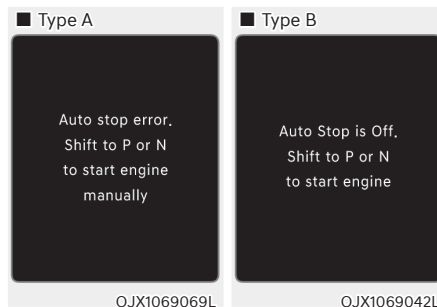 ■ Type A
Auto stop error.
Shift to P or N
to start engine
manually
OJX1069069L
■ Type B
Auto Stop is Off.
Shift to P or N
to start engine
OJX1069042L